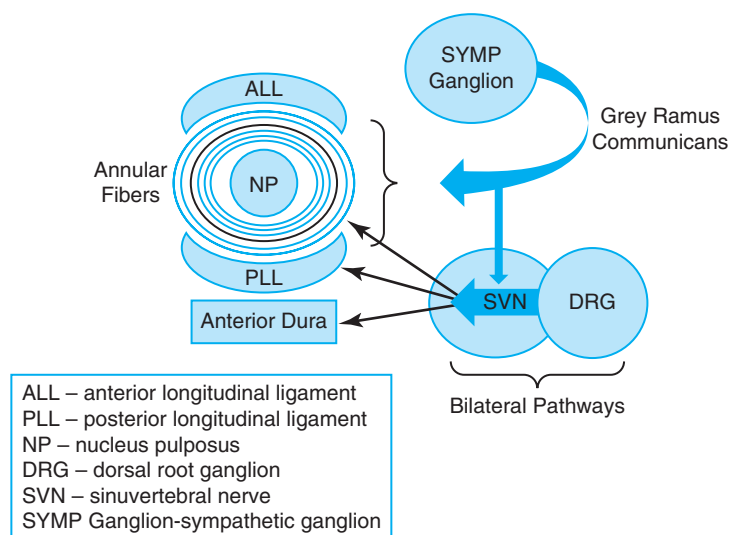 SYMP
Ganglion
ALL
Grey Ramus
Communicans
Annular
Fibers
NP
PLL
SVN
DRG
Anterior Dura
Bilateral Pathways
ALL – anterior longitudinal ligament
PLL – posterior longitudinal ligament
NP – nucleus pulposus
DRG – dorsal root ganglion
SVN – sinuvertebral nerve
SYMP Ganglion-sympathetic ganglion